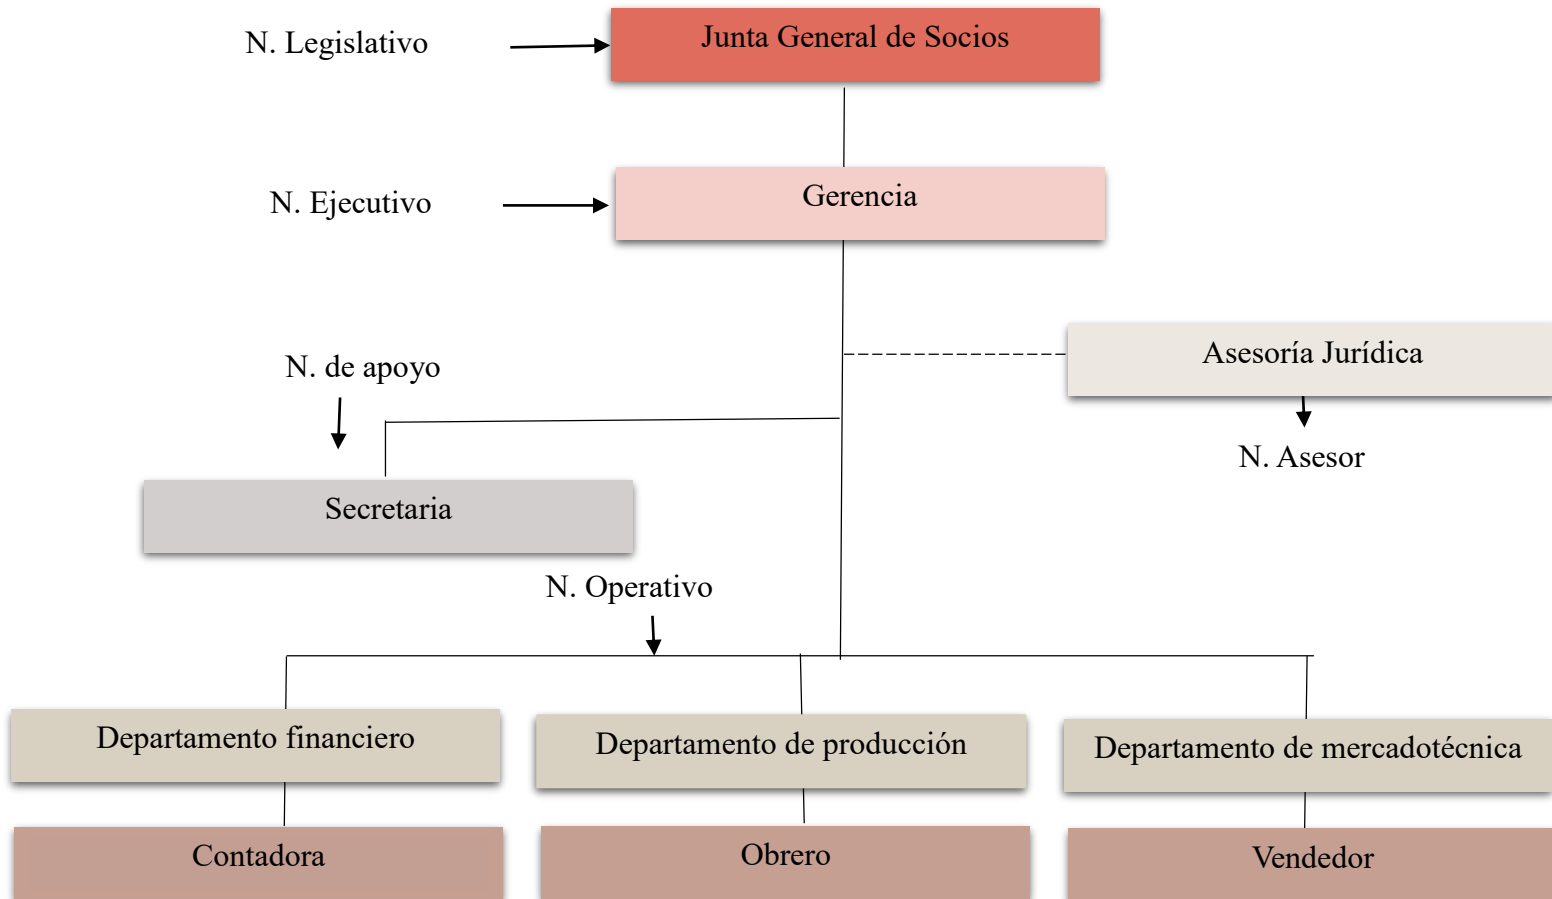 N. Legislativo
Junta General de Socios
N. Ejecutivo
Gerencia
Asesoría Jurídica
N. de apoyo
N. Asesor
Secretaria
N. Operativo
Departamento financiero
Departamento de producción
Departamento de mercadotécnica
Contadora
Obrero
Vendedor